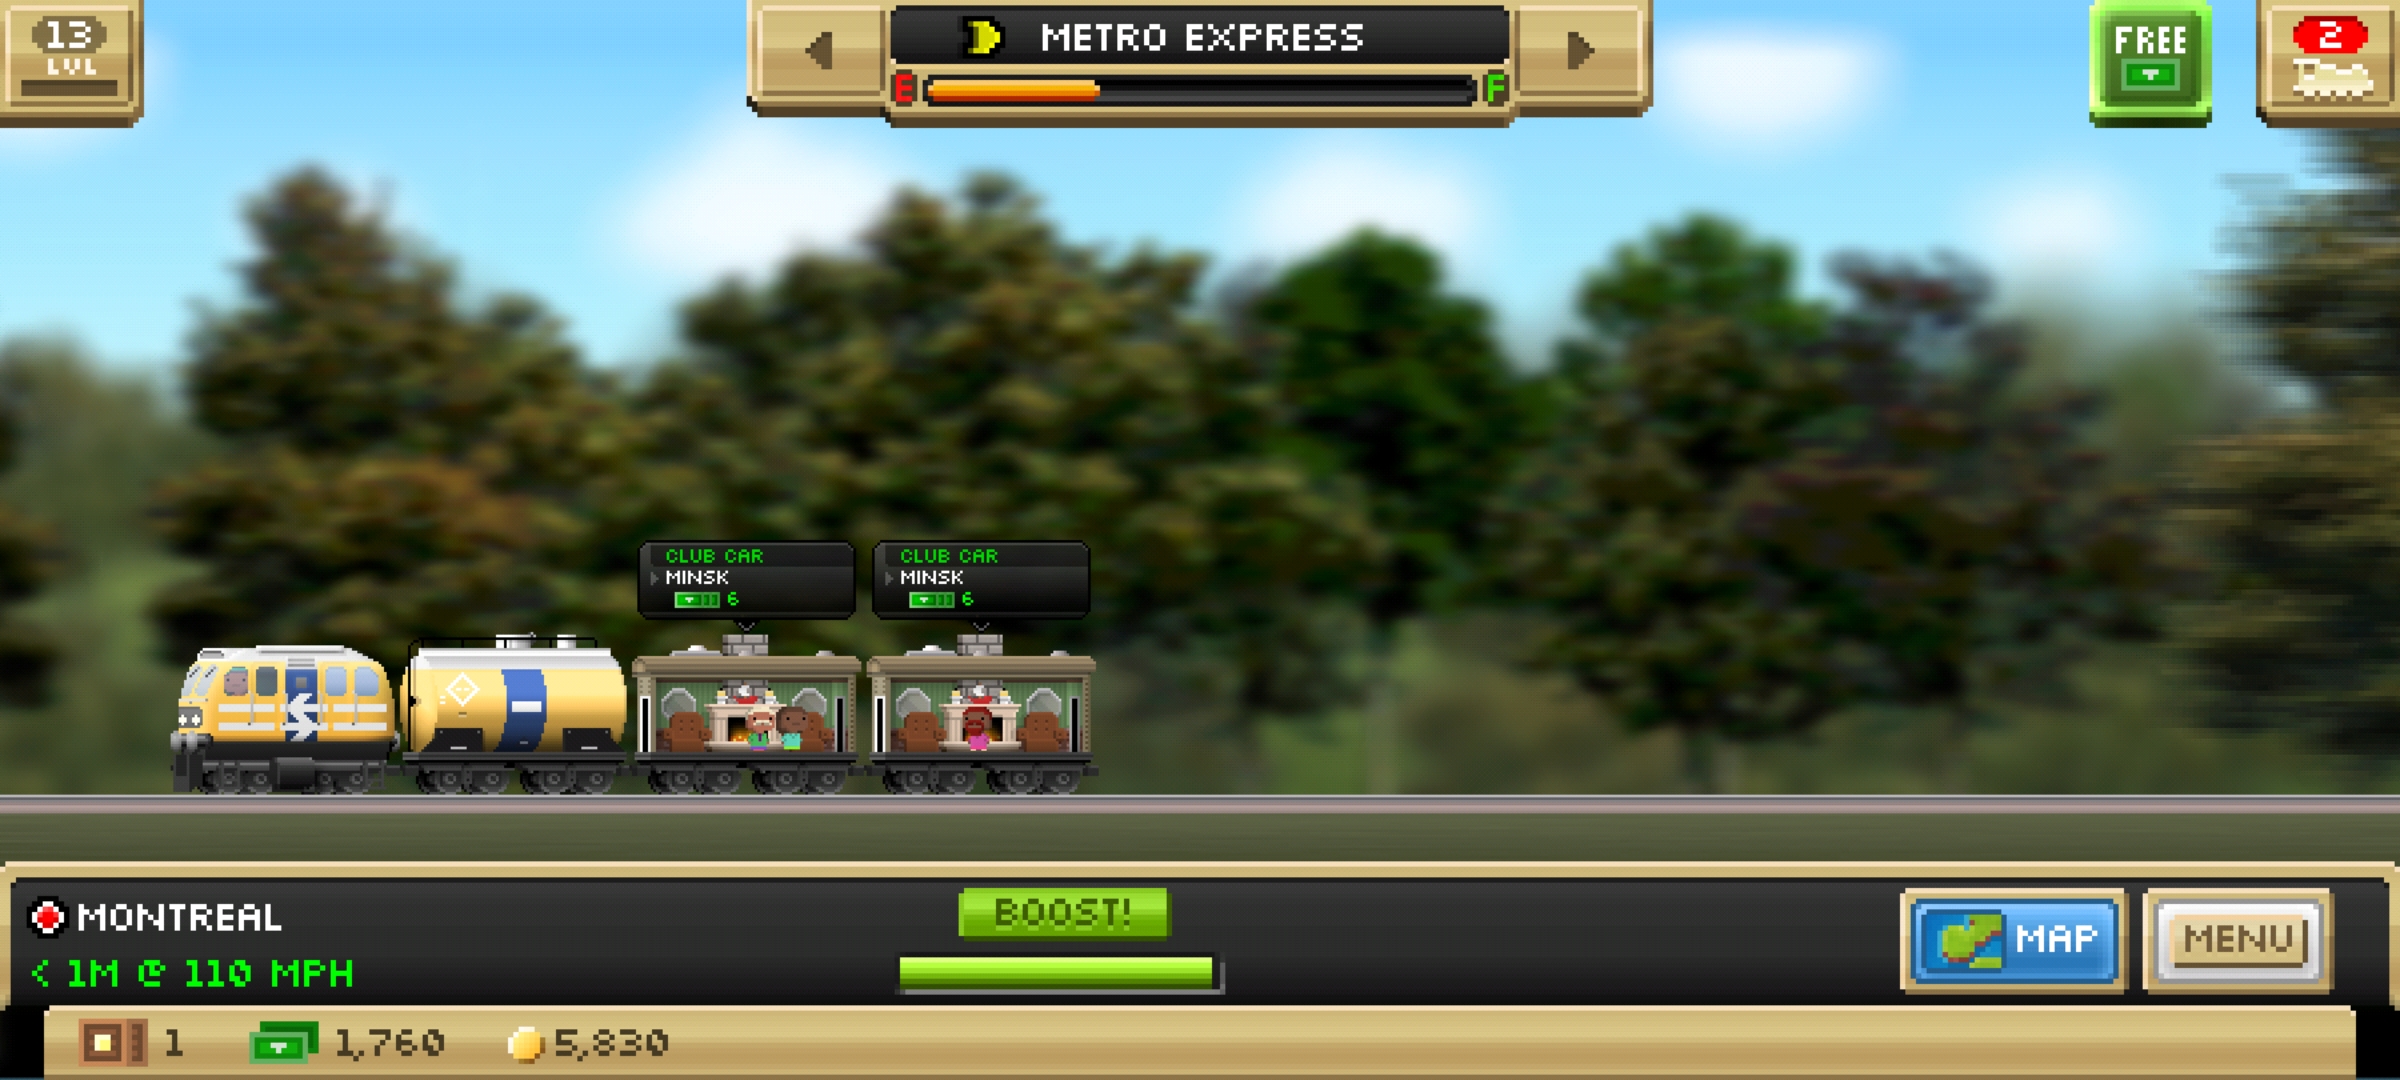 13
LVL
METRO EXPRESS
E F
FREE
2
CLUB CAR
MINSK
6
CLUB CAR
MINSK
6
MONTREAL
< 1M @ 110 MPH
BOOST!
MAP
MENU
1
1,760
5,830